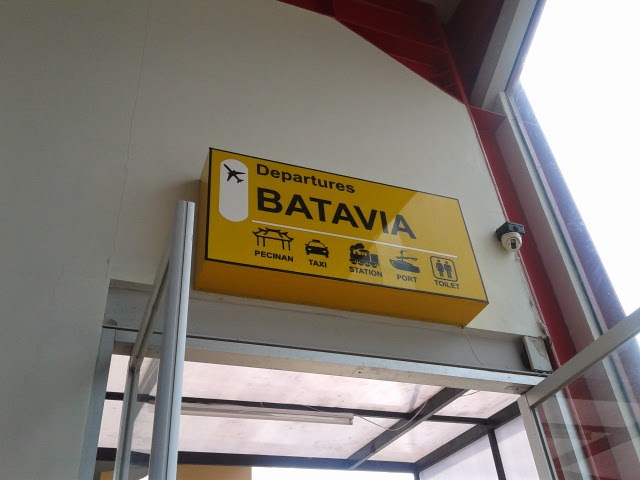 Departures
BATAVIA
PECINAN TAXI STATION PORT TOILET